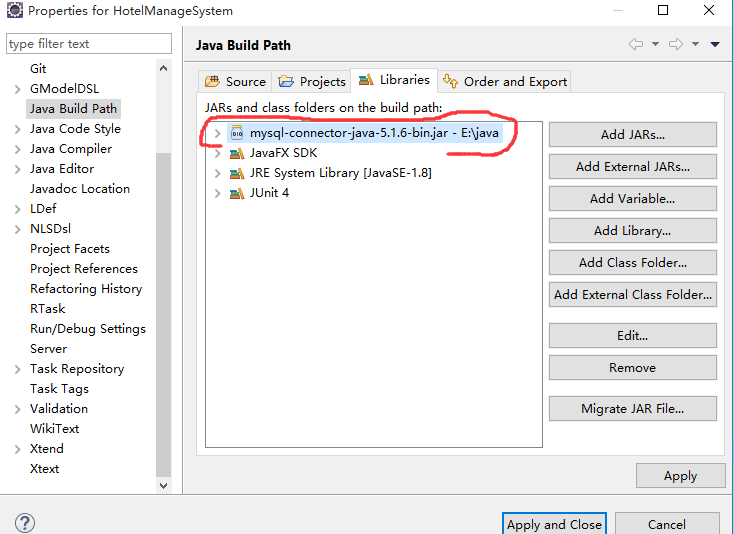 Properties for HotelManageSystem
type filter text
Git
GModelDSL
Java Build Path
Java Code Style
Java Compiler
Java Editor
Javadoc Location
LDef
NLSDsl
Project Facets
Project References
Refactoring History
RTask
Run/Debug Settings
Server
Task Repository
Task Tags
Validation
WikiText
Xtend
Xtext
Java Build Path
Source
Projects
Libraries
Order and Export
JARs and class folders on the build path:
mysql-connector-java-5.1.6-bin.jar - E:\java
JavaFX SDK
JRE System Library [JavaSE-1.8]
JUnit 4
Add JARs...
Add External JARs...
Add Variable...
Add Library...
Add Class Folder...
Add External Class Folder...
Edit...
Remove
Migrate JAR File...
Apply
Apply and Close
Cancel